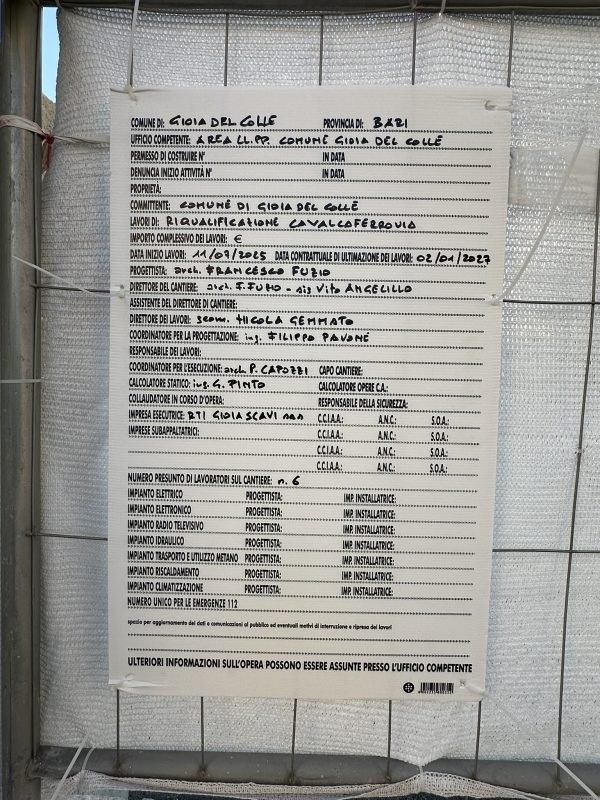 COMUNE DI: GIOIA DEL COLLE PROVINCIA DI: BARI
UFFICIO COMPETENTE: AREA LL.PP. COMUNE GIOIA DEL COLLE
PERMESSO DI COSTRUIRE N° IN DATA
DENUNCIA INIZIO ATTIVITÀ N° IN DATA
PROPRIETÀ:
COMMITTENTE: COMUNE DI GIOIA DEL COLLE
LAVORI DI: RIQUALIFICAZIONE CAVALCAFERROVIA
IMPORTO COMPLESSIVO DEI LAVORI: €
DATA INIZIO LAVORI: 11/09/2025 DATA CONTRATTUALE DI ULTIMAZIONE DEI LAVORI: 02/01/2027
PROGETTISTA: arch. FRANCESCO FUZIO
DIRETTORE DEL CANTIERE: arch. F. FUZIO - Vito ANGELILLO
ASSISTENTE DEL DIRETTORE DI CANTIERE:
DIRETTORE DEI LAVORI: geom. NICOLA GEMMATO
COORDINATORE PER LA PROGETTAZIONE: ing. FILIPPO PAVONE
RESPONSABILE DEI LAVORI:
COORDINATORE PER L'ESECUZIONE: arch. P. CAPOZZI CAPO CANTIERE:
CALCOLATORE STATICO: ing. G. PINTO CALCOLATORE OPERE C.A.:
COLLAUDATORE IN CORSO D'OPERA: RESPONSABILE DELLA SICUREZZA:
IMPRESA ESECUTRICE: RTI GIOIA SCAVI C.C.I.A.A.: A.N.C.: S.O.A.:
IMPRESE SUBAPPALTATRICI: C.C.I.A.A.: A.N.C.: S.O.A.:
C.C.I.A.A.: A.N.C.: S.O.A.:
C.C.I.A.A.: A.N.C.: S.O.A.:
NUMERO PRESUNTO DI LAVORATORI SUL CANTIERE: n. 6
IMPIANTO ELETTRICO PROGETTISTA: IMP. INSTALLATRICE:
IMPIANTO ELETTRONICO PROGETTISTA: IMP. INSTALLATRICE:
IMPIANTO RADIO TELEVISIVO PROGETTISTA: IMP. INSTALLATRICE:
IMPIANTO IDRAULICO PROGETTISTA: IMP. INSTALLATRICE:
IMPIANTO TRASPORTO E UTILIZZO METANO PROGETTISTA: IMP. INSTALLATRICE:
IMPIANTO RISCALDAMENTO PROGETTISTA: IMP. INSTALLATRICE:
IMPIANTO CLIMATIZZAZIONE PROGETTISTA: IMP. INSTALLATRICE:
NUMERO UNICO PER LE EMERGENZE 112
spazio per aggiornamento dei dati e comunicazioni al pubblico ed eventuali motivi di interruzione e ripresa dei lavori
ULTERIORI INFORMAZIONI SULL'OPERA POSSONO ESSERE ASSUNTE PRESSO L'UFFICIO COMPETENTE